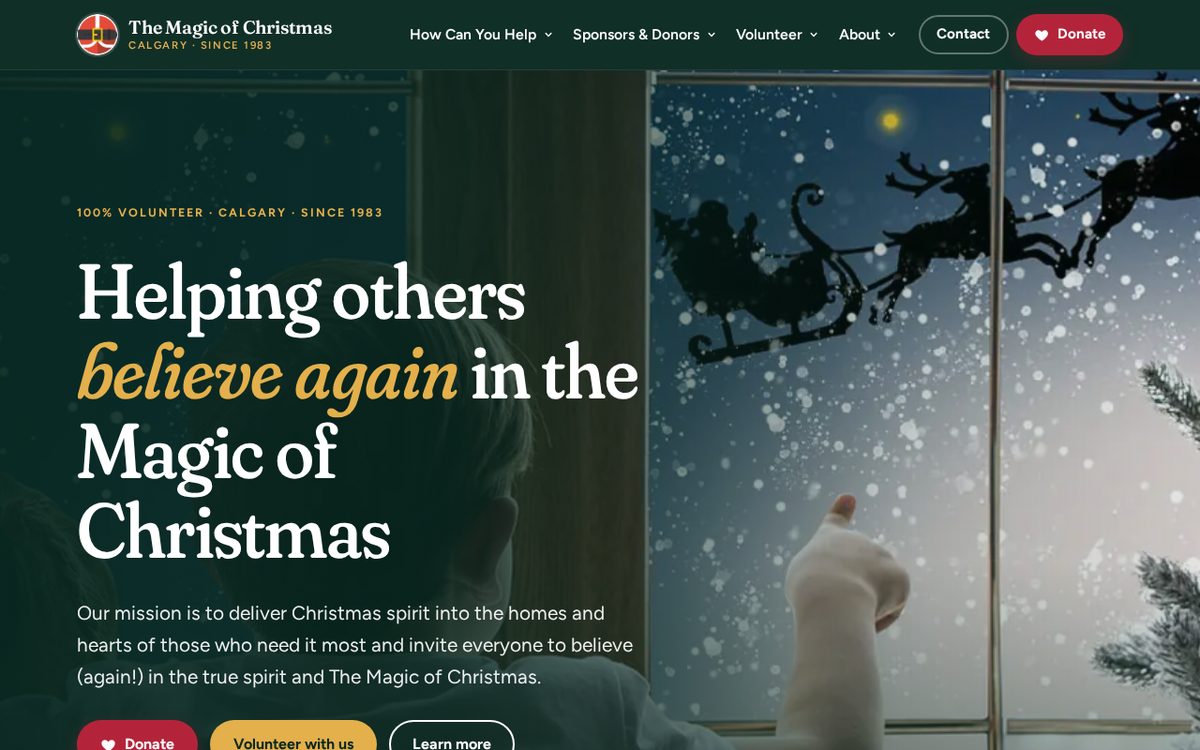 The Magic of Christmas
CALGARY · SINCE 1983
How Can You Help
Sponsors & Donors
Volunteer
About
Contact
Donate
100% VOLUNTEER · CALGARY · SINCE 1983
Helping others
believe again in the
Magic of
Christmas
Our mission is to deliver Christmas spirit into the homes and
hearts of those who need it most and invite everyone to believe
(again!) in the true spirit and The Magic of Christmas.
Donate
Volunteer with us
Learn more